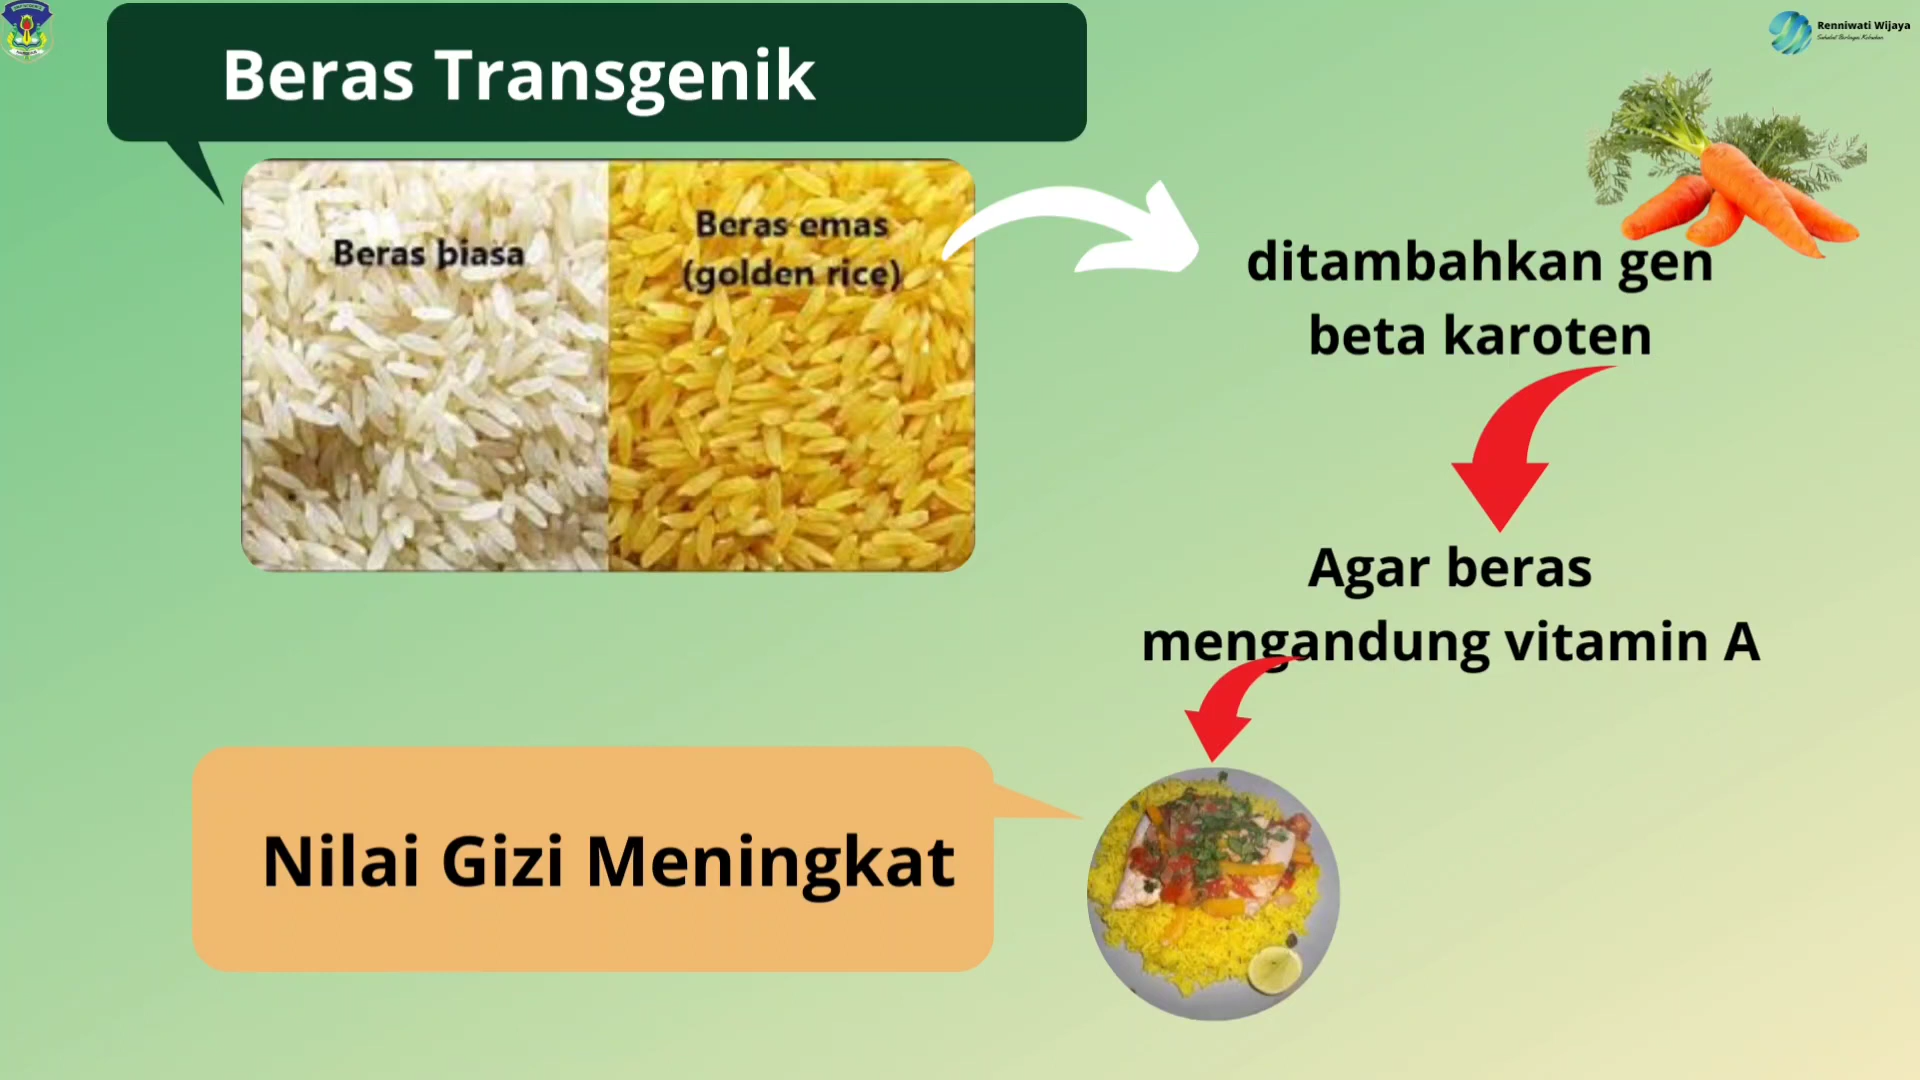 Beras Transgenik
Renniwati Wijaya
Beras biasa
Beras emas
(golden rice)
ditambahkan gen
beta karoten
Agar beras
mengandung vitamin A
Nilai Gizi Meningkat